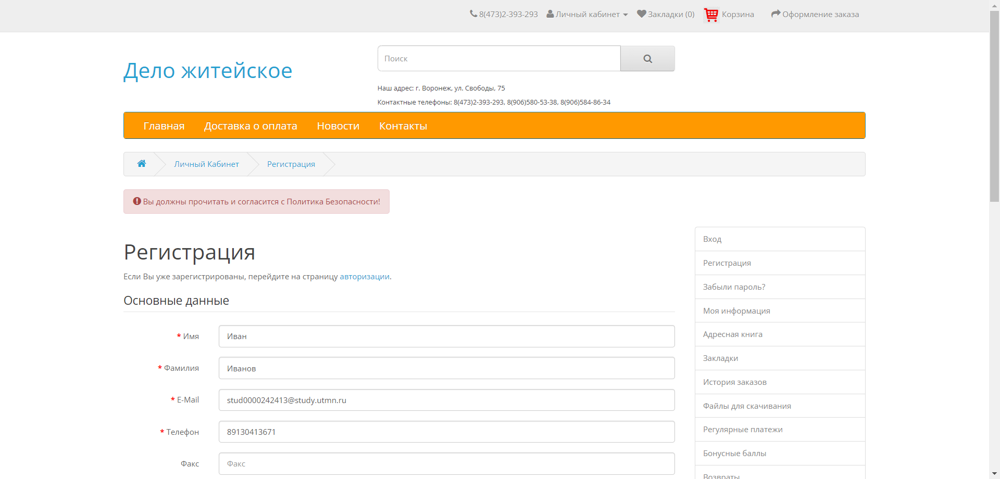 8(473)2-393-293 Личный кабинет Закладки (0) Корзина Оформление заказа
Дело житейское
Поиск
Наш адрес: г. Воронеж, ул. Свободы, 75
Контактные телефоны: 8(473)2-393-293, 8(906)580-53-38, 8(906)584-86-34
Главная Доставка о оплата Новости Контакты
Личный Кабинет Регистрация
Вы должны прочитать и согласится с Политика Безопасности!
Регистрация
Если Вы уже зарегистрированы, перейдите на страницу авторизации.
Основные данные
* Имя Иван
* Фамилия Иванов
* E-Mail stud0000242413@study.utmn.ru
* Телефон 89130413671
Факс Факс
Вход
Регистрация
Забыли пароль?
Моя информация
Адресная книга
Закладки
История заказов
Файлы для скачивания
Регулярные платежи
Бонусные баллы
Возвраты